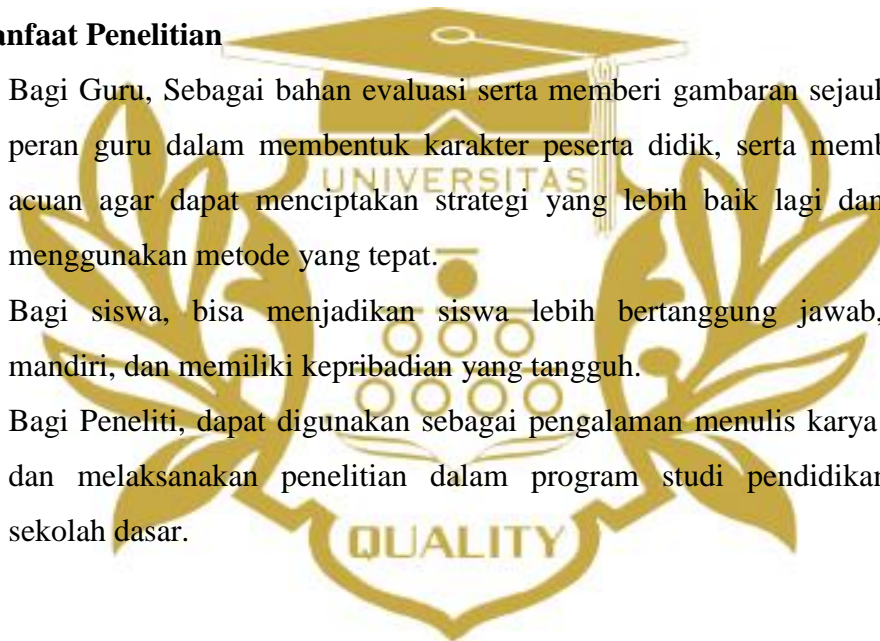 anfaat Penelitian
Bagi Guru, Sebagai bahan evaluasi serta memberi gambaran sejauh
peran guru dalam membentuk karakter peserta didik, serta memb
UNIVERSITAS
acuan agar dapat menciptakan strategi yang lebih baik lagi dan
menggunakan metode yang tepat.
Bagi siswa, bisa menjadikan siswa lebih bertanggung jawab,
mandiri, dan memiliki kepribadian yang tangguh.
Bagi Peneliti, dapat digunakan sebagai pengalaman menulis karya
dan melaksanakan penelitian dalam program studi pendidikan
sekolah dasar.
QUALITY